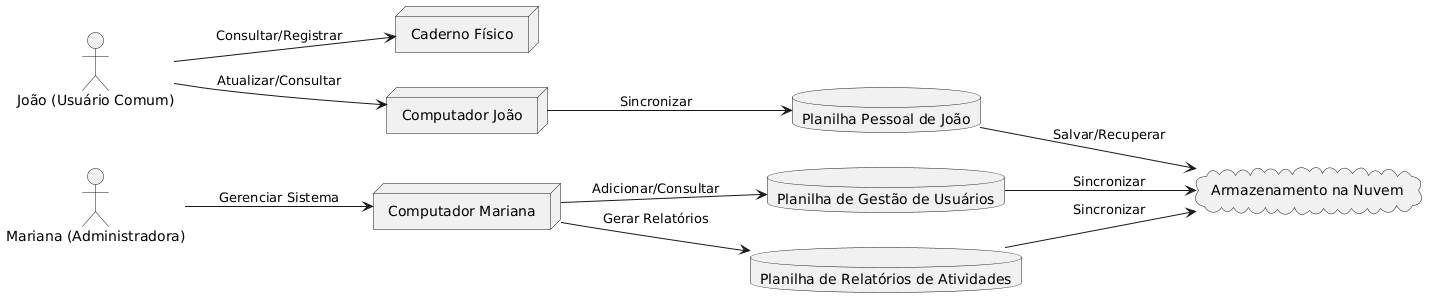 Consultar/Registrar
Caderno Físico
João (Usuário Comum)
Atualizar/Consultar
Computador João
Sincronizar
Planilha Pessoal de João
Salvar/Recuperar
Mariana (Administradora)
Gerenciar Sistema
Computador Mariana
Adicionar/Consultar
Planilha de Gestão de Usuários
Sincronizar
Armazenamento na Nuvem
Gerar Relatórios
Planilha de Relatórios de Atividades
Sincronizar